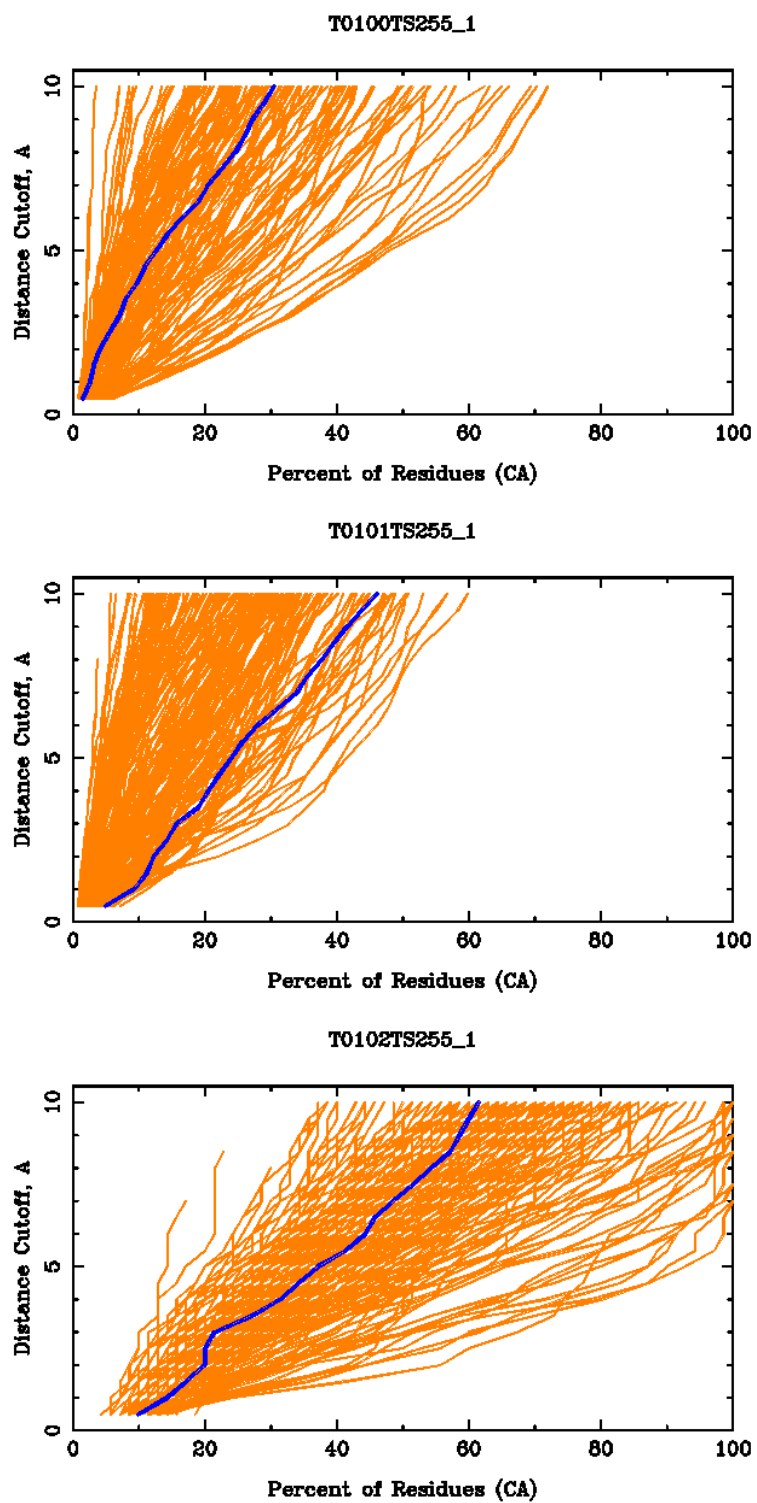 T0100TS255_1
10
5
0
Distance Cutoff, A
0 20 40 60 80 100
Percent of Residues (CA)
T0101TS255_1
10
5
0
Distance Cutoff, A
0 20 40 60 80 100
Percent of Residues (CA)
T0102TS255_1
10
5
0
Distance Cutoff, A
0 20 40 60 80 100
Percent of Residues (CA)